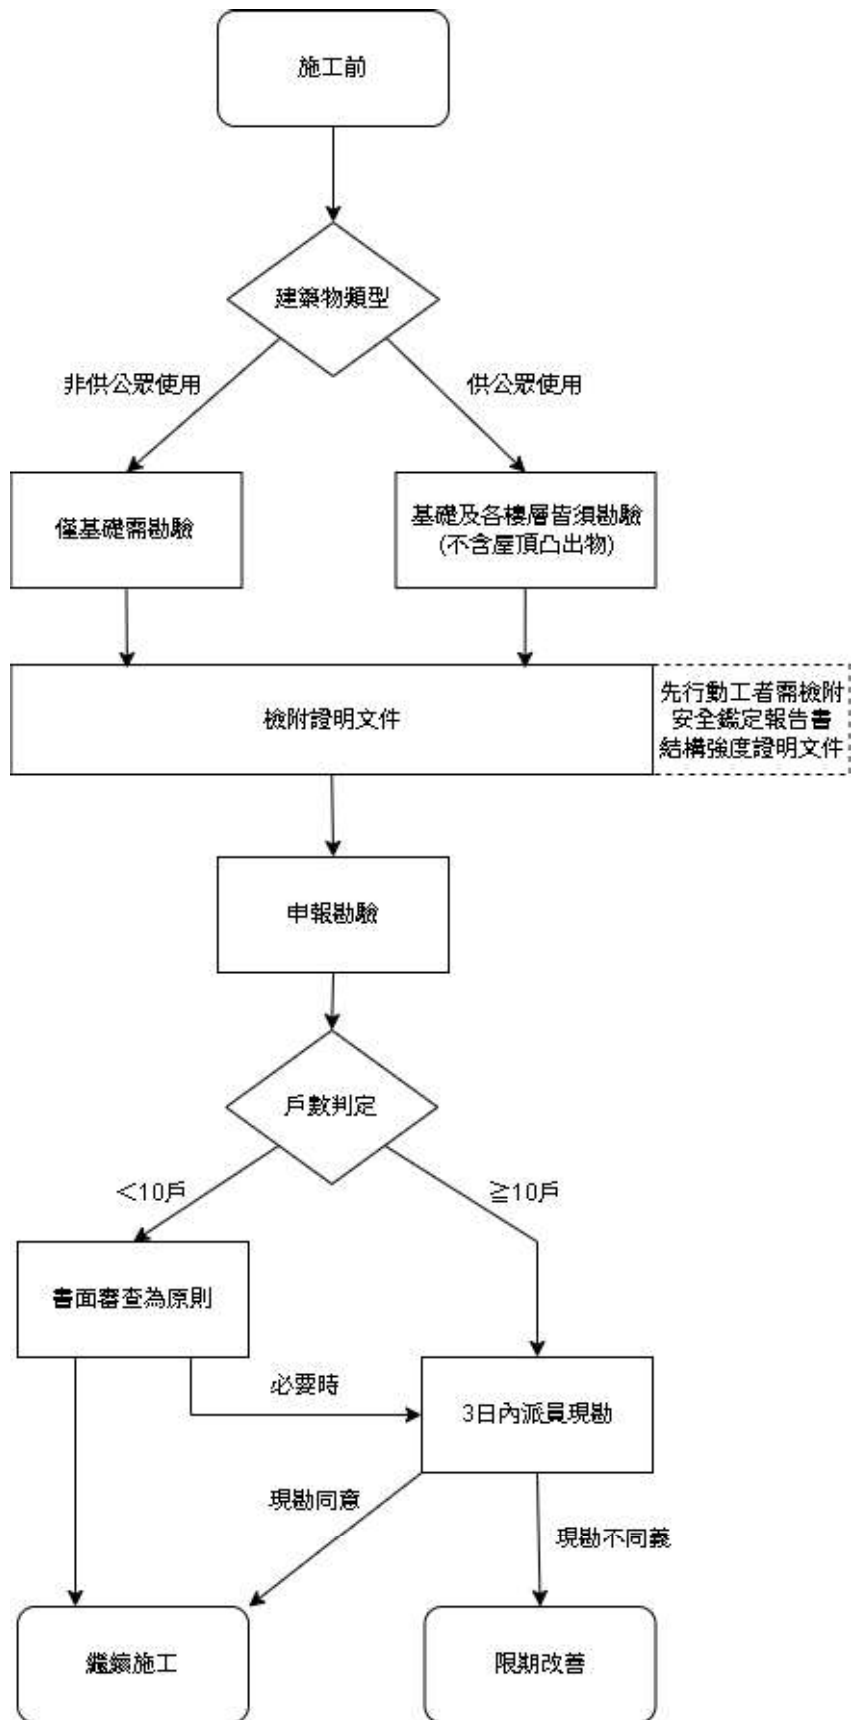 施工前
建築物類型
非供公眾使用
供公眾使用
僅基礎需勘驗
基礎及各樓層皆須勘驗
(不含屋頂凸出物)
檢附證明文件
先行動工者需檢附
安全鑑定報告書
結構強度證明文件
申報勘驗
戶數判定
＜10戶
≧10戶
書面審查為原則
必要時
3日內派員現勘
現勘同意
現勘不同義
繼續施工
限期改善